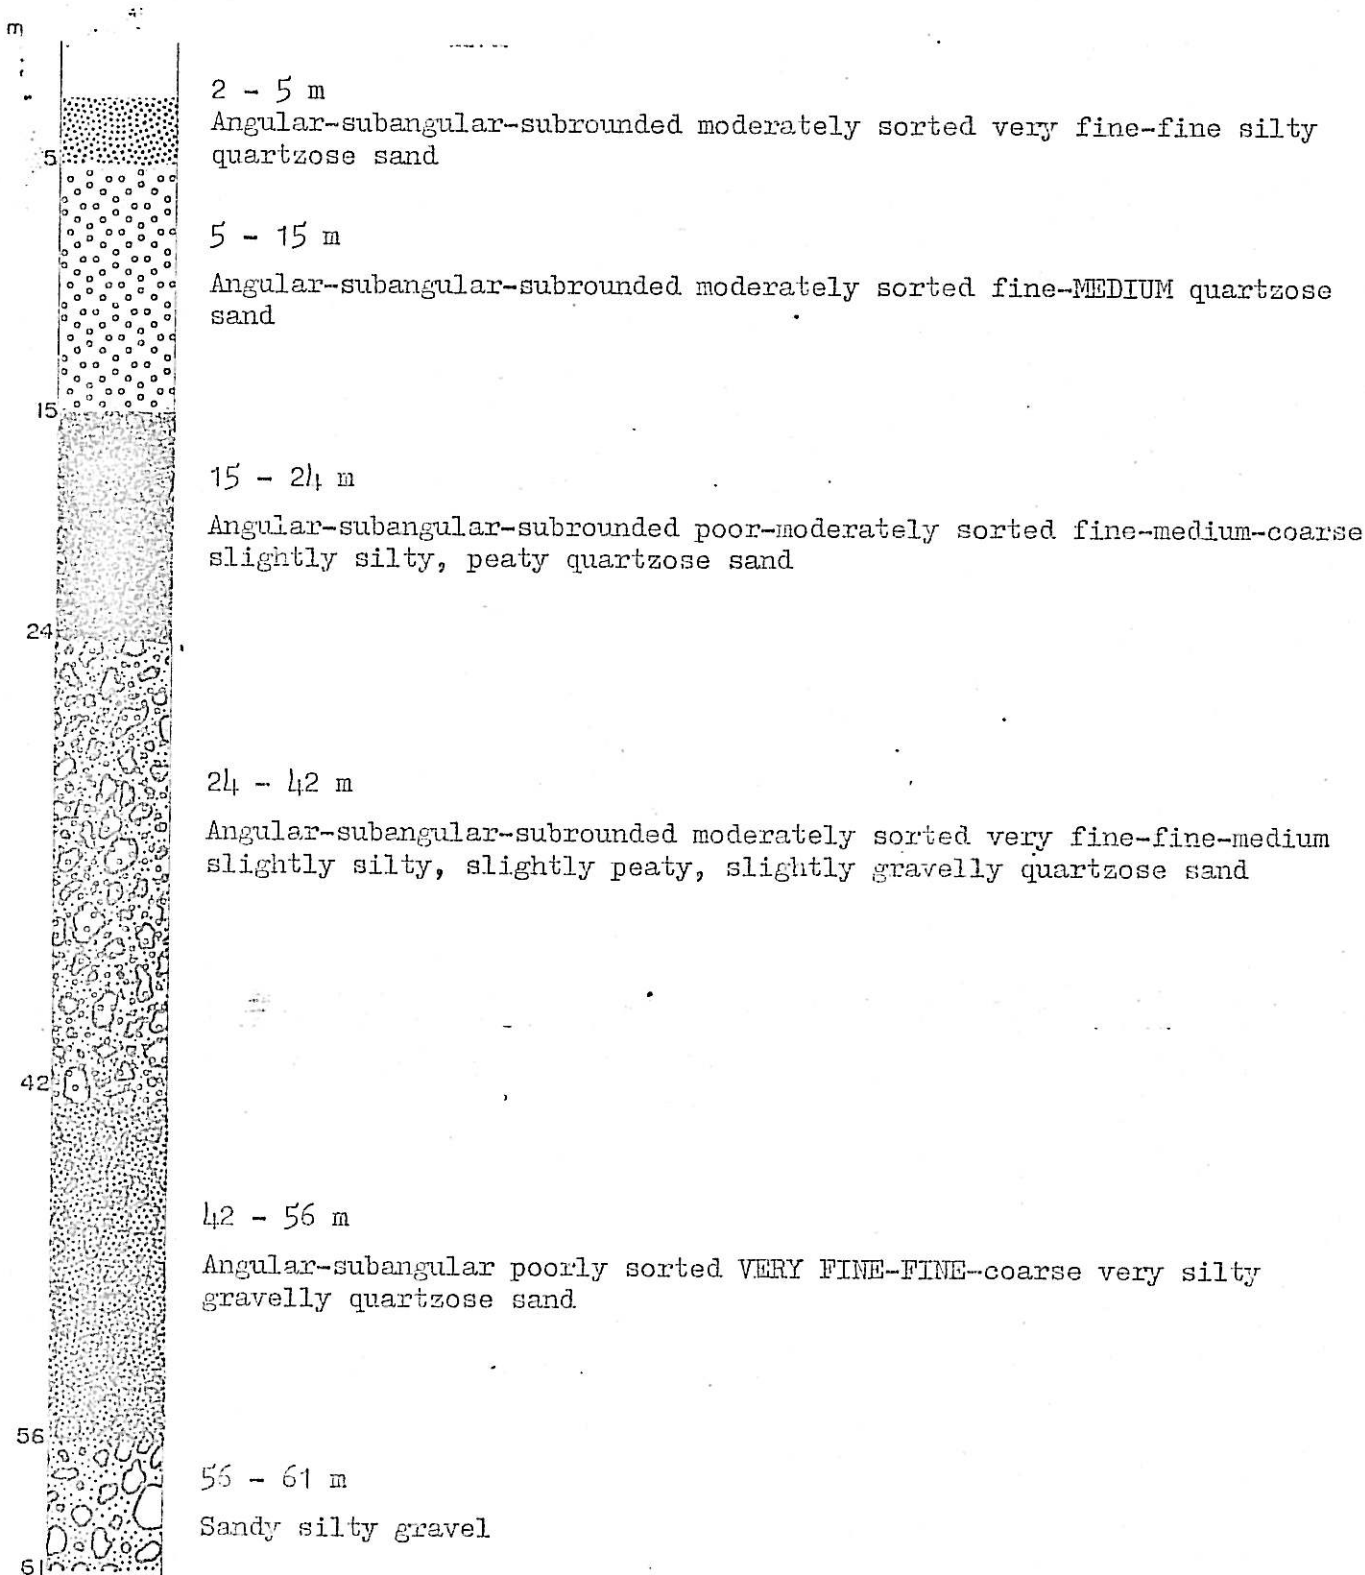 m
2 - 5 m
Angular-subangular-subrounded moderately sorted very fine-fine silty
quartzose sand
5
5 - 15 m
Angular-subangular-subrounded moderately sorted fine-MEDIUM quartzose
sand
15
15 - 24 m
Angular-subangular-subrounded poor-moderately sorted fine-medium-coarse
slightly silty, peaty quartzose sand
24
24 - 42 m
Angular-subangular-subrounded moderately sorted very fine-fine-medium
slightly silty, slightly peaty, slightly gravelly quartzose sand
42
42 - 56 m
Angular-subangular poorly sorted VERY FINE-FINE-coarse very silty
gravelly quartzose sand
56
56 - 61 m
Sandy silty gravel
61